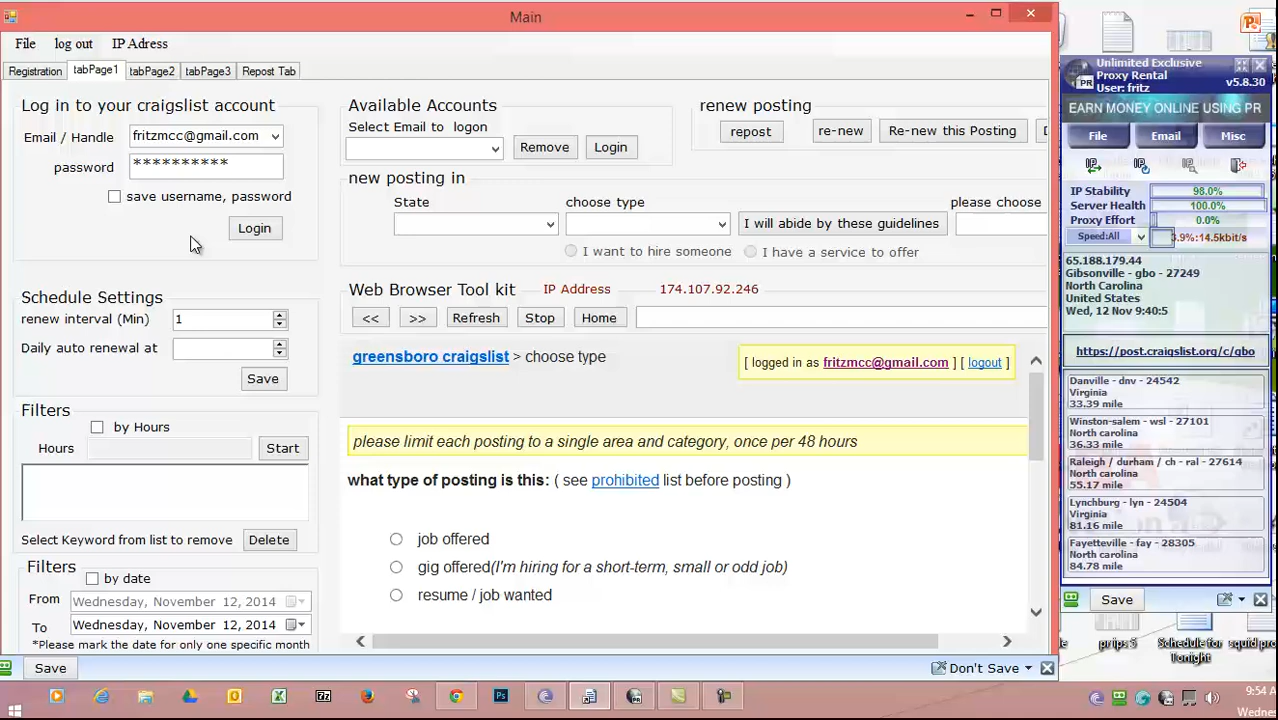 Main
File log out IP Adress
Registration tabPage1 tabPage2 tabPage3 Repost Tab
Log in to your craigslist account
Email / Handle fritzmcc@gmail.com
password **********
save username, password
Login
Schedule Settings
renew interval (Min) 1
Daily auto renewal at
Save
Filters
by Hours
Hours Start
Select Keyword from list to remove Delete
Filters
by date
From Wednesday, November 12, 2014
To Wednesday, November 12, 2014
*Please mark the date for only one specific month
Available Accounts
Select Email to logon
Remove Login
renew posting
repost re-new Re-new this Posting
new posting in
State choose type please choose
I will abide by these guidelines
I want to hire someone I have a service to offer
Web Browser Tool kit IP Address 174.107.92.246
<< >> Refresh Stop Home
greensboro craigslist > choose type
[ logged in as fritzmcc@gmail.com ] [ logout ]
please limit each posting to a single area and category, once per 48 hours
what type of posting is this: ( see prohibited list before posting )
job offered
gig offered(I'm hiring for a short-term, small or odd job)
resume / job wanted
Save Don't Save
Unlimited Exclusive
Proxy Rental
User: fritz v5.8.30
PR
EARN MONEY ONLINE USING PR
File Email Misc
IP IP IP
IP Stability 98.0%
Server Health 100.0%
Proxy Effort 0.0%
Speed:All 3.9%:14.5kbit/s
65.188.179.44
Gibsonville - gbo - 27249
North Carolina
United States
Wed, 12 Nov 9:40:5
https://post.craigslist.org/c/gbo
Danville - dnv - 24542
Virginia
33.39 mile
Winston-salem - wsl - 27101
North carolina
36.33 mile
Raleigh / durham / ch - ral - 27614
North carolina
55.17 mile
Lynchburg - lyn - 24504
Virginia
81.16 mile
Fayetteville - fay - 28305
North carolina
84.78 mile
Save
pr ips 5 Schedule for
Tonight
squid pro
9:54 A
Wednes